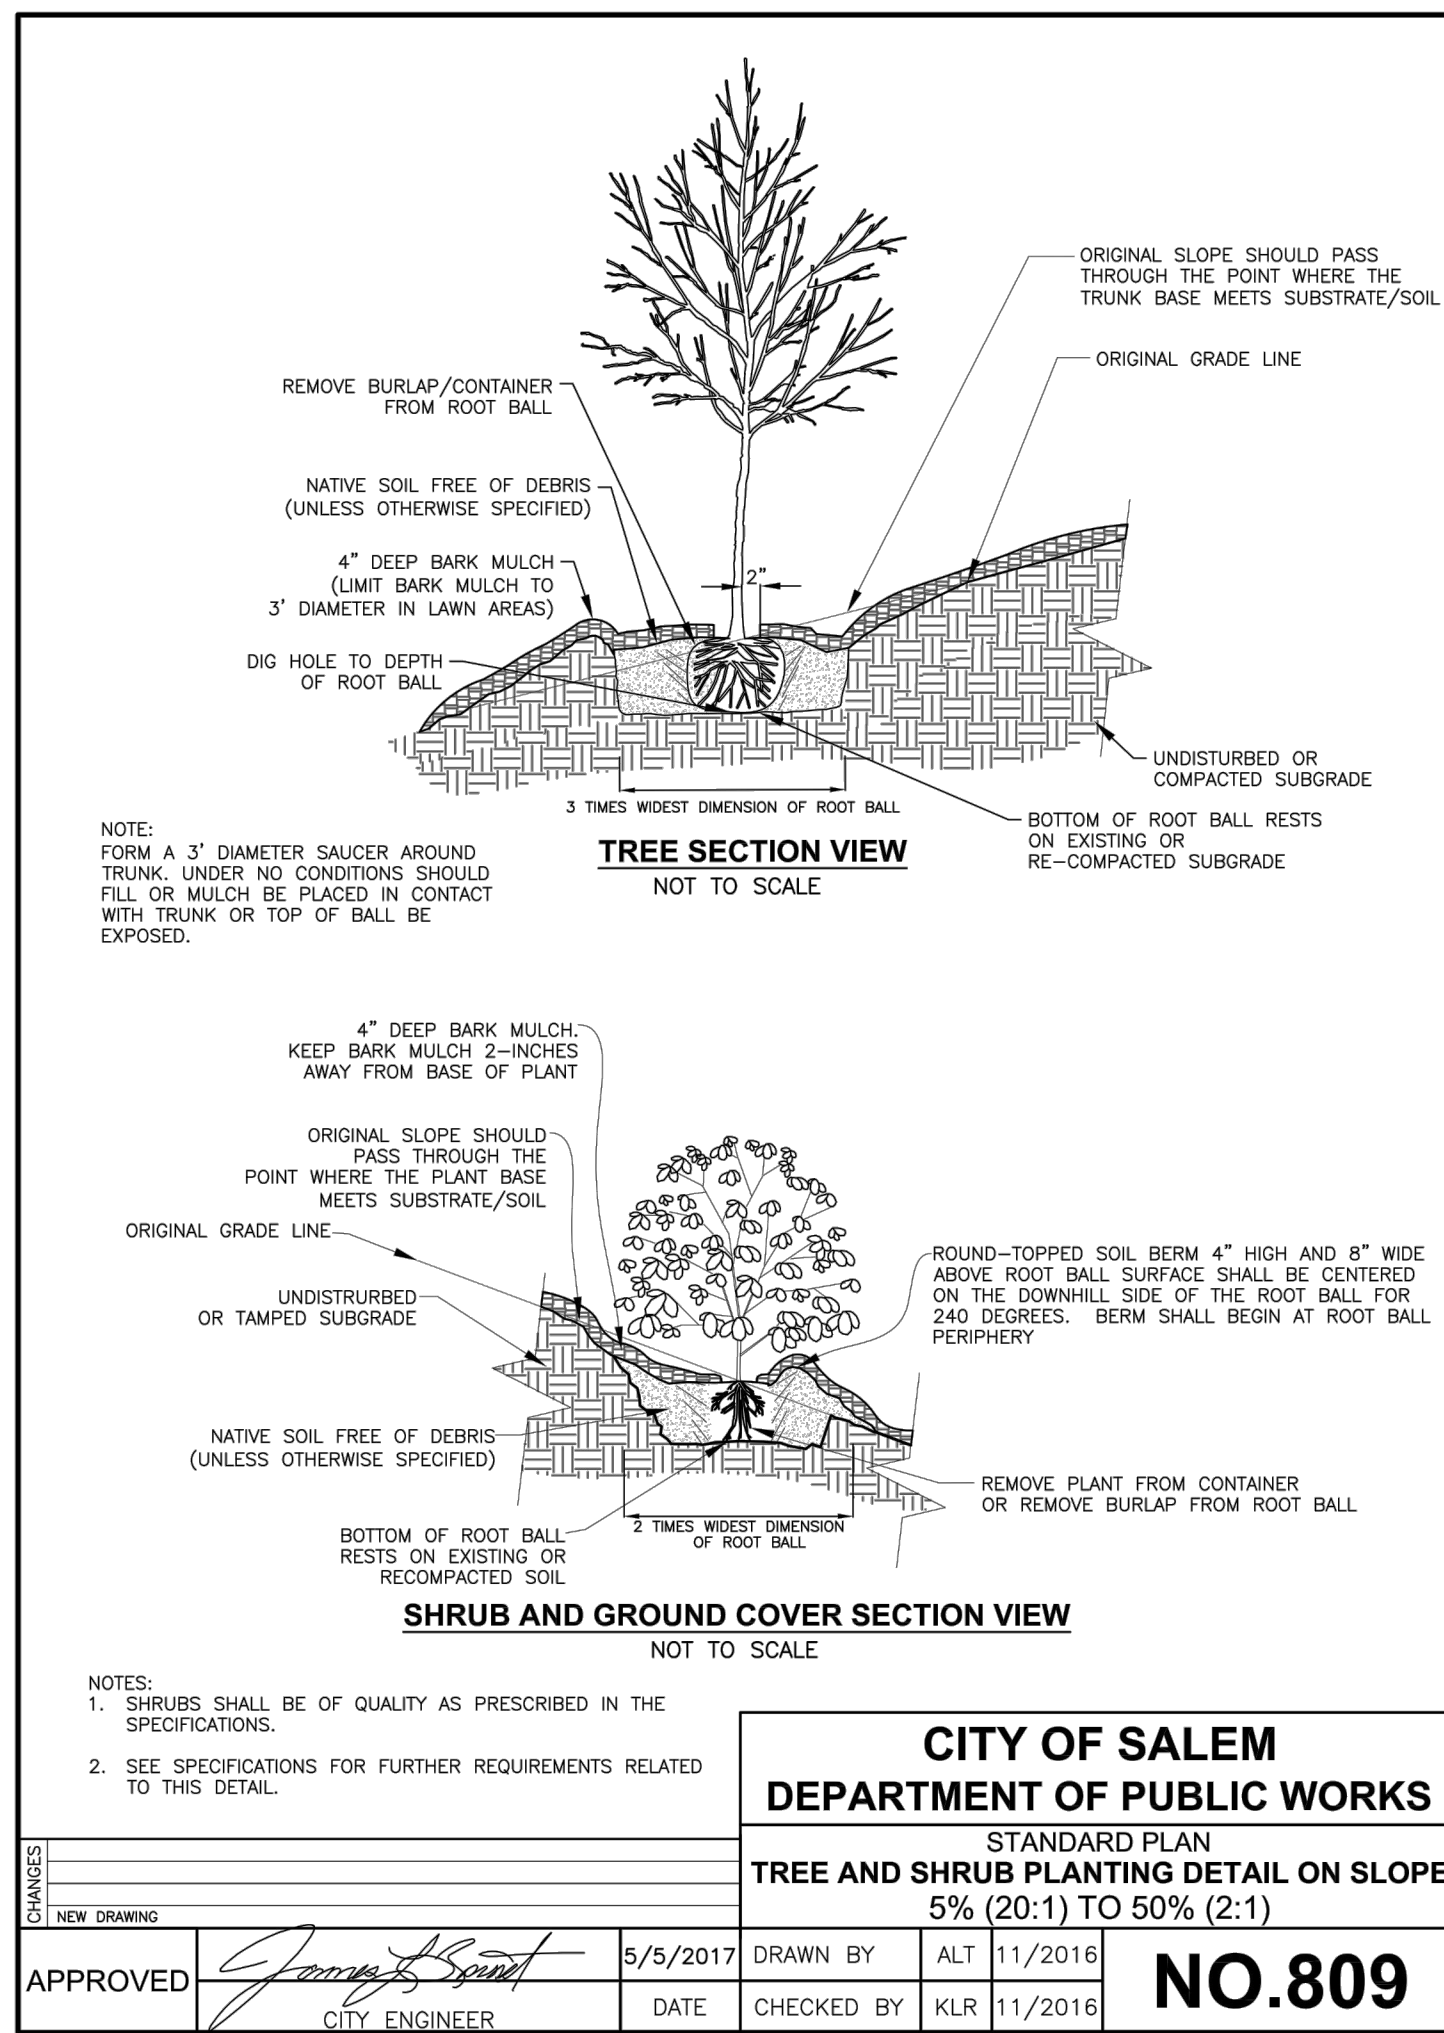 ORIGINAL SLOPE SHOULD PASS
THROUGH THE POINT WHERE THE
TRUNK BASE MEETS SUBSTRATE/SOIL
ORIGINAL GRADE LINE
REMOVE BURLAP/CONTAINER
FROM ROOT BALL
NATIVE SOIL FREE OF DEBRIS
(UNLESS OTHERWISE SPECIFIED)
4" DEEP BARK MULCH
(LIMIT BARK MULCH TO
3' DIAMETER IN LAWN AREAS)
2"
DIG HOLE TO DEPTH
OF ROOT BALL
UNDISTURBED OR
COMPACTED SUBGRADE
3 TIMES WIDEST DIMENSION OF ROOT BALL
BOTTOM OF ROOT BALL RESTS
ON EXISTING OR
RE-COMPACTED SUBGRADE
NOTE:
FORM A 3' DIAMETER SAUCER AROUND
TRUNK. UNDER NO CONDITIONS SHOULD
FILL OR MULCH BE PLACED IN CONTACT
WITH TRUNK OR TOP OF BALL BE
EXPOSED.
TREE SECTION VIEW
NOT TO SCALE
4" DEEP BARK MULCH.
KEEP BARK MULCH 2-INCHES
AWAY FROM BASE OF PLANT
ORIGINAL SLOPE SHOULD
PASS THROUGH THE
POINT WHERE THE PLANT BASE
MEETS SUBSTRATE/SOIL
ORIGINAL GRADE LINE
UNDISTRURBED
OR TAMPED SUBGRADE
ROUND-TOPPED SOIL BERM 4" HIGH AND 8" WIDE
ABOVE ROOT BALL SURFACE SHALL BE CENTERED
ON THE DOWNHILL SIDE OF THE ROOT BALL FOR
240 DEGREES. BERM SHALL BEGIN AT ROOT BALL
PERIPHERY
NATIVE SOIL FREE OF DEBRIS
(UNLESS OTHERWISE SPECIFIED)
REMOVE PLANT FROM CONTAINER
OR REMOVE BURLAP FROM ROOT BALL
2 TIMES WIDEST DIMENSION
OF ROOT BALL
BOTTOM OF ROOT BALL
RESTS ON EXISTING OR
RECOMPACTED SOIL
SHRUB AND GROUND COVER SECTION VIEW
NOT TO SCALE
NOTES:
1. SHRUBS SHALL BE OF QUALITY AS PRESCRIBED IN THE
SPECIFICATIONS.
2. SEE SPECIFICATIONS FOR FURTHER REQUIREMENTS RELATED
TO THIS DETAIL.
CITY OF SALEM
DEPARTMENT OF PUBLIC WORKS
STANDARD PLAN
TREE AND SHRUB PLANTING DETAIL ON SLOPE
5% (20:1) TO 50% (2:1)
CHANGES
NEW DRAWING
APPROVED
CITY ENGINEER
5/5/2017
DATE
DRAWN BY ALT 11/2016
CHECKED BY KLR 11/2016
NO.809